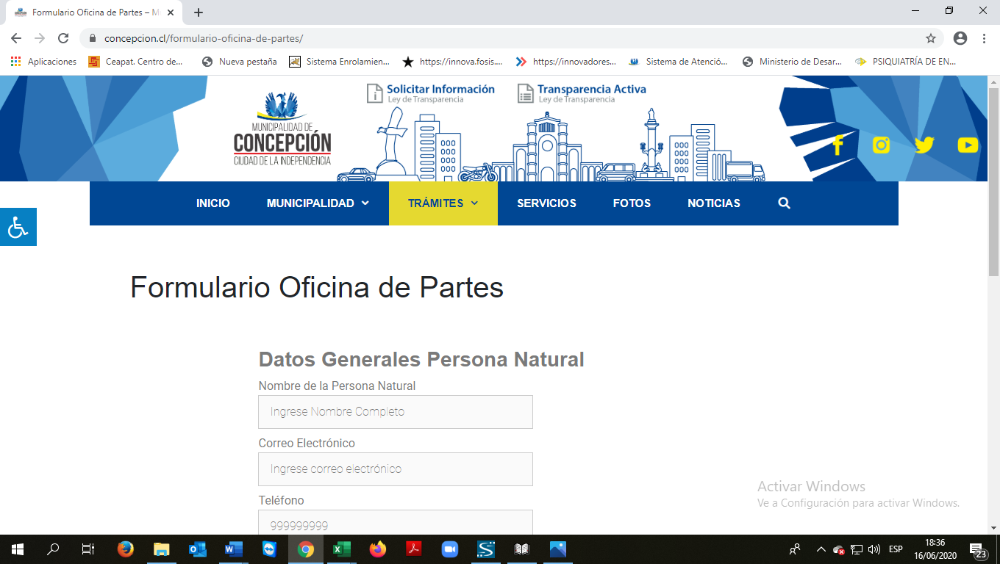 Formulario Oficina de Partes – M
concepcion.cl/formulario-oficina-de-partes/
Aplicaciones
Ceapat. Centro de...
Nueva pestaña
Sistema Enrolamien...
https://innova.fosis....
https://innovadores...
Sistema de Atenció...
Ministerio de Desar...
PSIQUIATRÍA DE EN...
Solicitar Información
Ley de Transparencia
Transparencia Activa
Ley de Transparencia
MUNICIPALIDAD DE
CONCEPCIÓN
CIUDAD DE LA INDEPENDENCIA
INICIO
MUNICIPALIDAD
TRÁMITES
SERVICIOS
FOTOS
NOTICIAS
Formulario Oficina de Partes
Datos Generales Persona Natural
Nombre de la Persona Natural
Ingrese Nombre Completo
Correo Electrónico
Ingrese correo electrónico
Teléfono
999999999
Activar Windows
Ve a Configuración para activar Windows.
ESP
18:36
16/06/2020
23